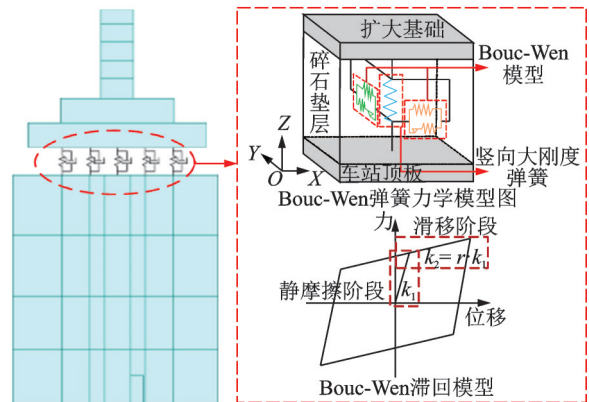 扩大基础
碎石垫层
Bouc-Wen
模型
Z
Y
O
X
车站顶板
竖向大刚度
弹簧
Bouc-Wen弹簧力学模型图
力
滑移阶段
k₂= r·k₁
静摩擦阶段
k₁
位移
Bouc-Wen滞回模型